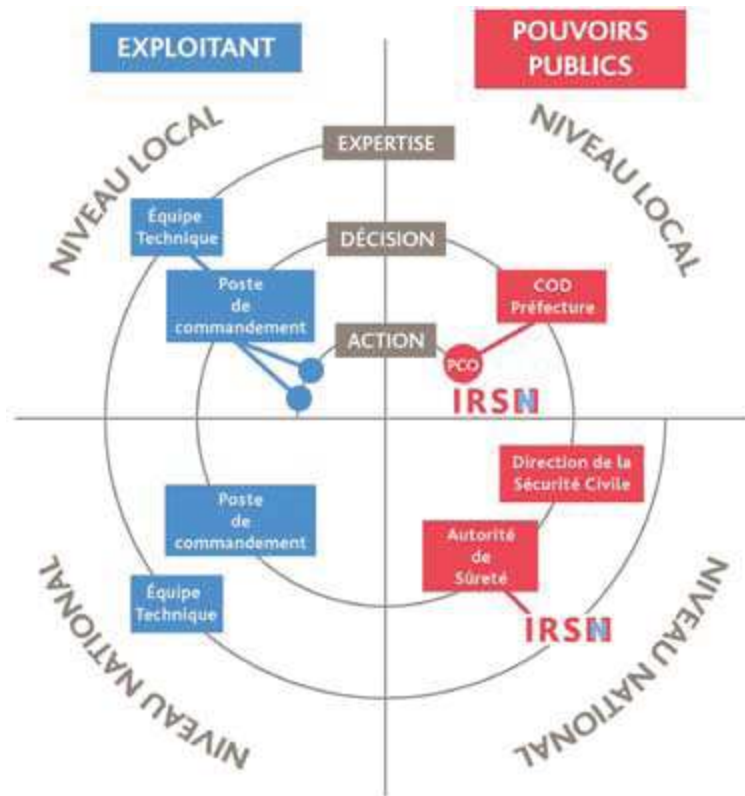 EXPLOITANT
POUVOIRS
PUBLICS
NIVEAU LOCAL
NIVEAU LOCAL
EXPERTISE
Équipe
Technique
DÉCISION
Poste
de
commandement
COD
Préfecture
ACTION
PCO
IRSN
Direction de la
Sécurité Civile
Poste
de
commandement
Autorité
de
Sûreté
Équipe
Technique
IRSN
NIVEAU NATIONAL
NIVEAU NATIONAL